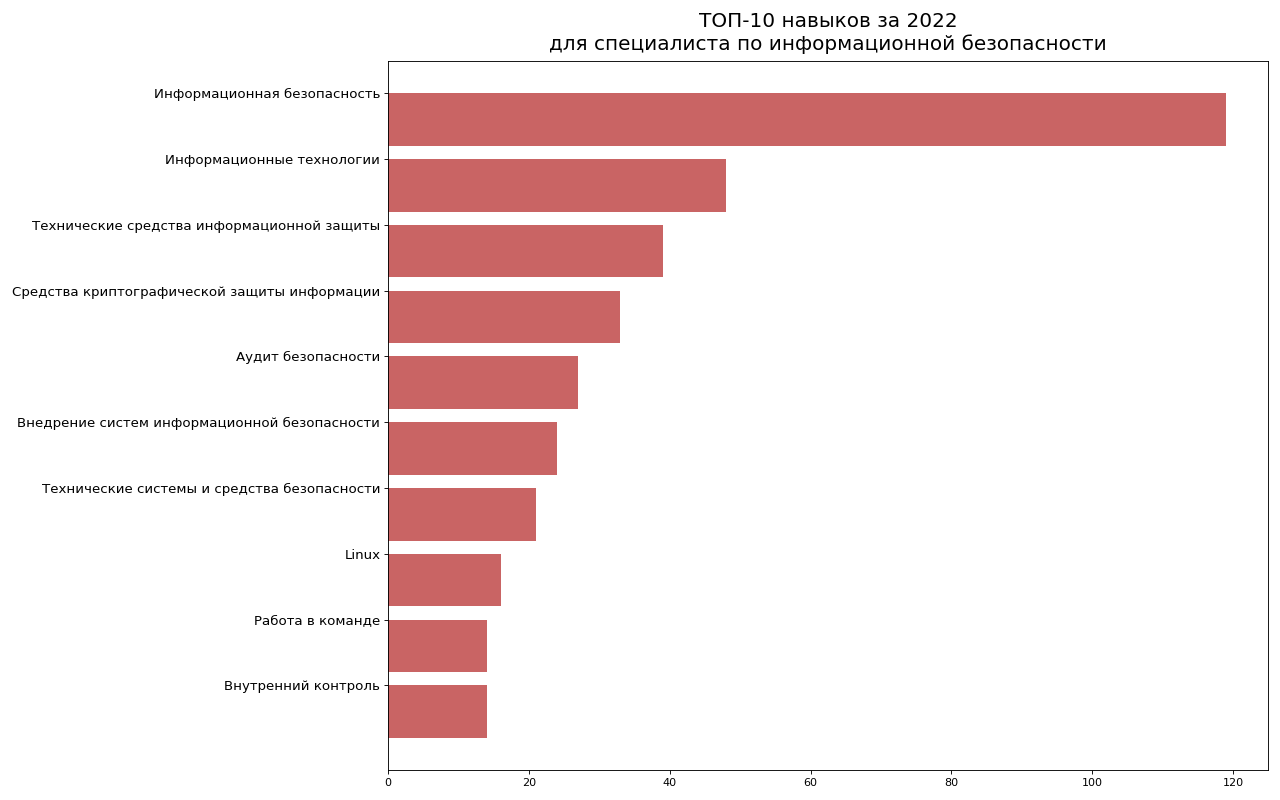 ТОП-10 навыков за 2022
для специалиста по информационной безопасности
Информационная безопасность
Информационные технологии
Технические средства информационной защиты
Средства криптографической защиты информации
Аудит безопасности
Внедрение систем информационной безопасности
Технические системы и средства безопасности
Linux
Работа в команде
Внутренний контроль
0 20 40 60 80 100 120